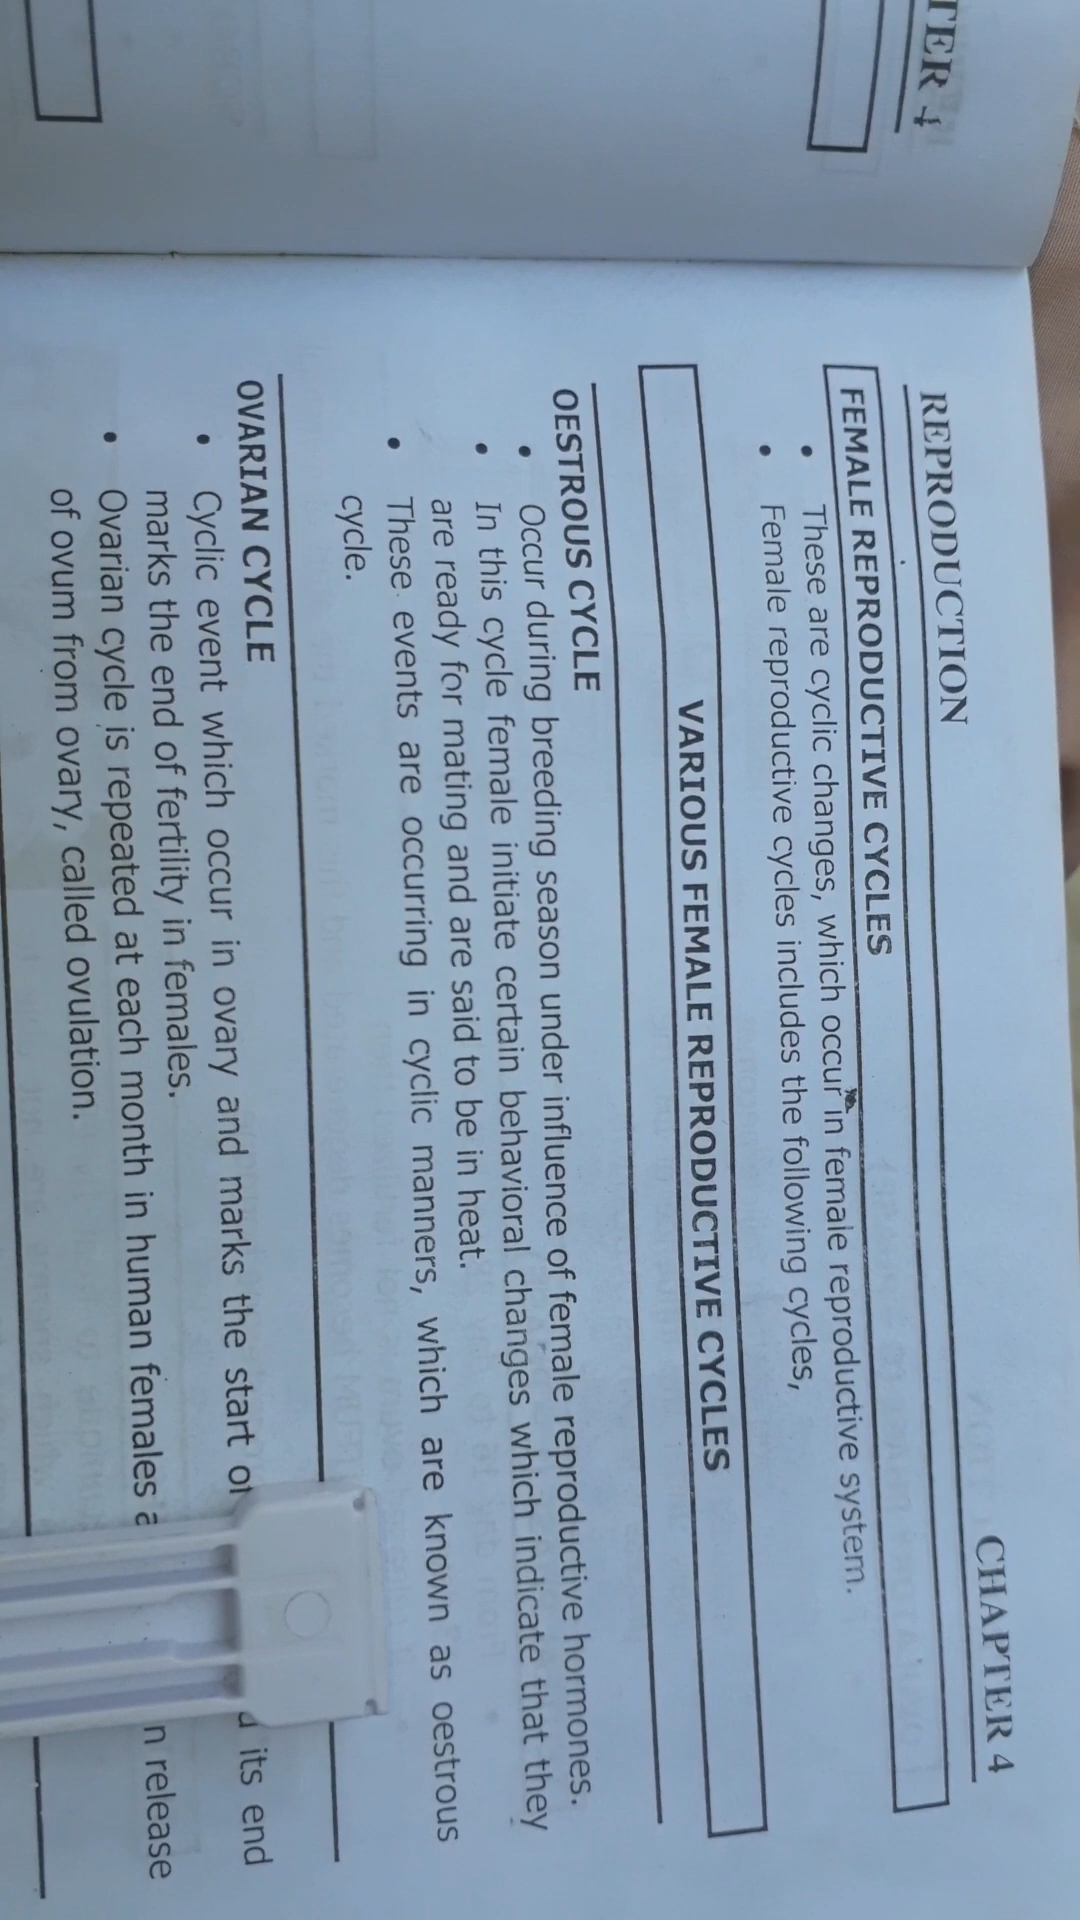 TER 4
REPRODUCTION CHAPTER 4
FEMALE REPRODUCTIVE CYCLES
• These are cyclic changes, which occur in female reproductive system.
• Female reproductive cycles includes the following cycles,
VARIOUS FEMALE REPRODUCTIVE CYCLES
OESTROUS CYCLE
• Occur during breeding season under influence of female reproductive hormones.
• In this cycle female initiate certain behavioral changes which indicate that they
are ready for mating and are said to be in heat.
• These events are occurring in cyclic manners, which are known as oestrous
cycle.
OVARIAN CYCLE
• Cyclic event which occur in ovary and marks the start of its end
marks the end of fertility in females.
• Ovarian cycle is repeated at each month in human females release
of ovum from ovary, called ovulation.